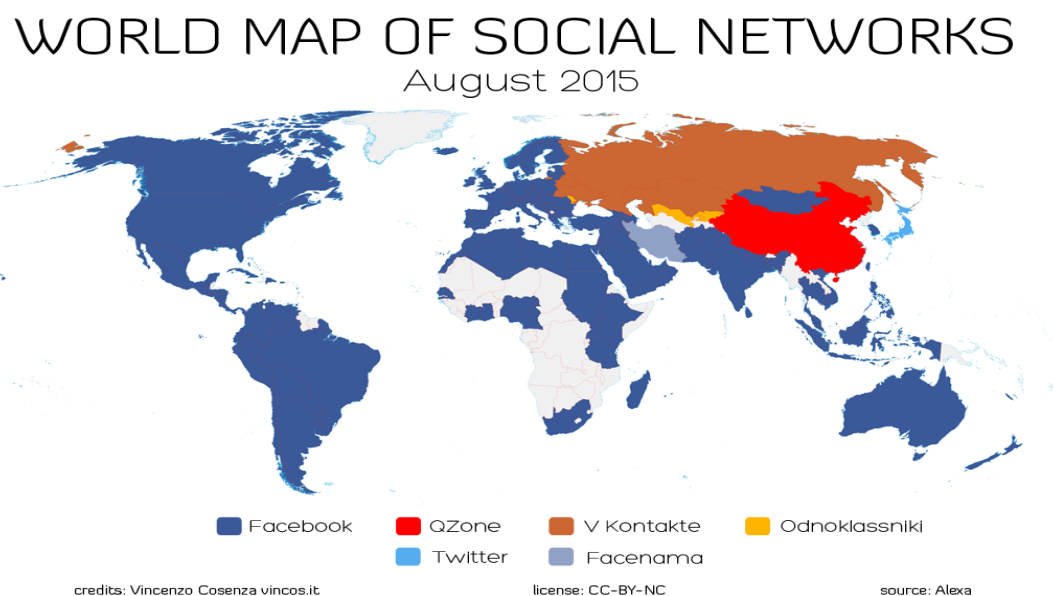 WORLD MAP OF SOCIAL NETWORKS
August 2015
Facebook QZone V Kontakte Odnoklassniki
Twitter Facenama
credits: Vincenzo Cosenza vincos.it license: CC-BY-NC source: Alexa